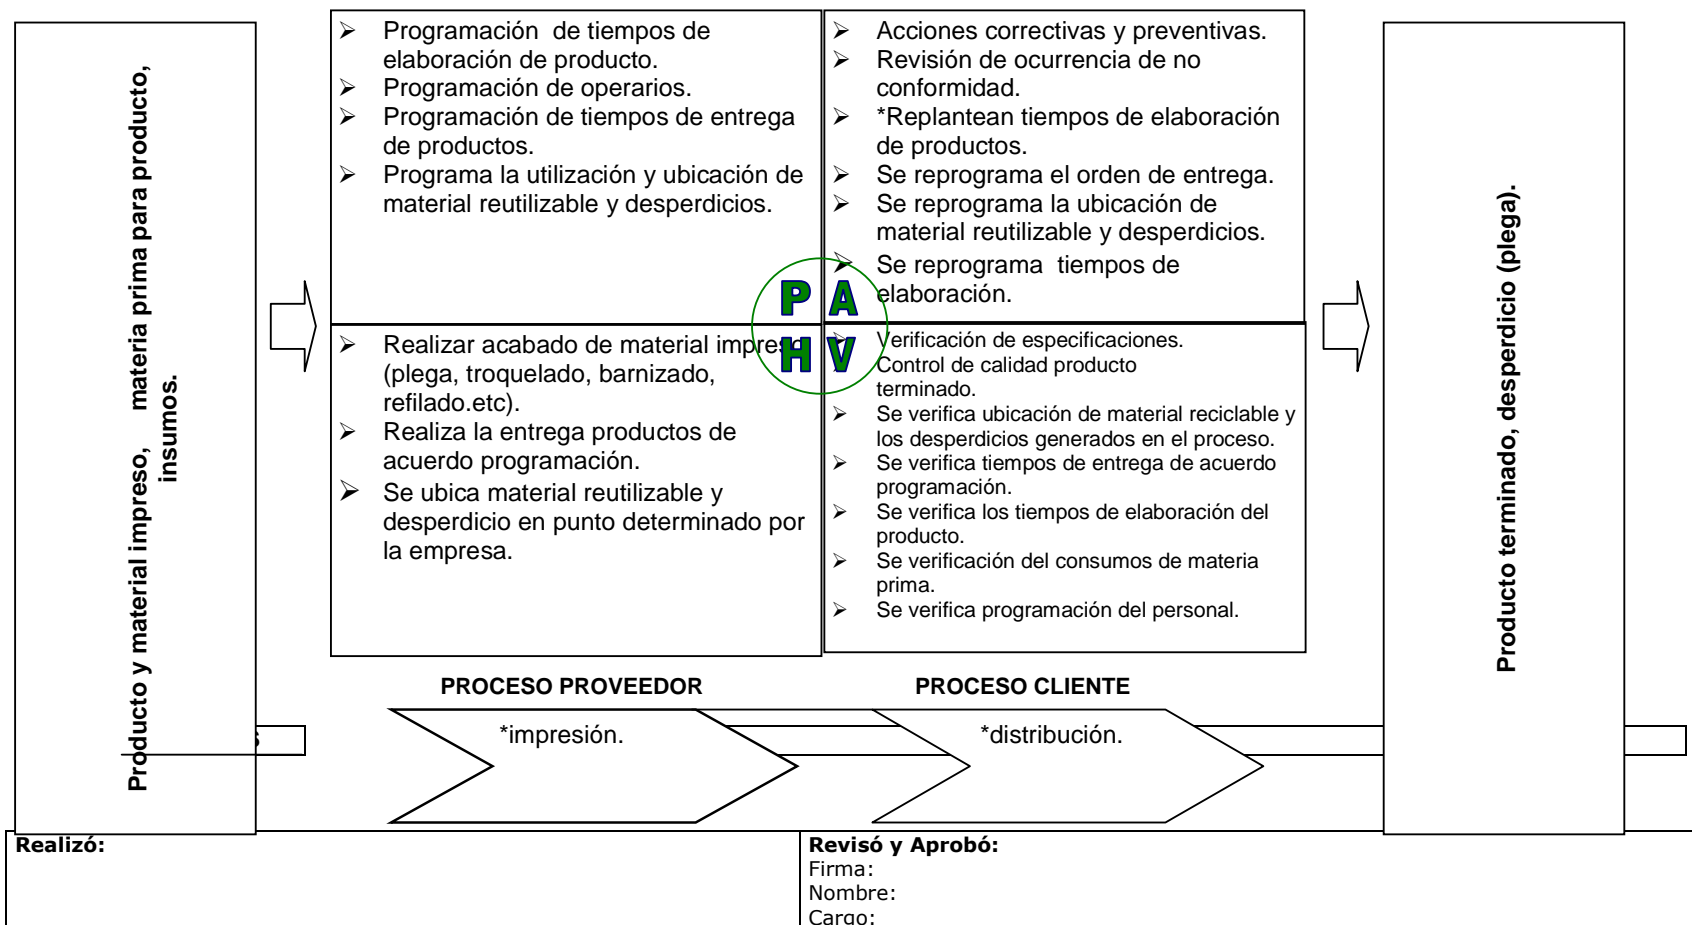 Producto y material impreso, materia prima para producto,
insumos.
Programación de tiempos de
elaboración de producto.
Programación de operarios.
Programación de tiempos de entrega
de productos.
Programa la utilización y ubicación de
material reutilizable y desperdicios.
Acciones correctivas y preventivas.
Revisión de ocurrencia de no
conformidad.
*Replantean tiempos de elaboración
de productos.
Se reprograma el orden de entrega.
Se reprograma la ubicación de
material reutilizable y desperdicios.
Se reprograma tiempos de
elaboración.
P A
H V
Realizar acabado de material impreso
(plega, troquelado, barnizado,
refilado.etc).
Realiza la entrega productos de
acuerdo programación.
Se ubica material reutilizable y
desperdicio en punto determinado por
la empresa.
Verificación de especificaciones.
Control de calidad producto
terminado.
Se verifica ubicación de material reciclable y
los desperdicios generados en el proceso.
Se verifica tiempos de entrega de acuerdo
programación.
Se verifica los tiempos de elaboración del
producto.
Se verificación del consumos de materia
prima.
Se verifica programación del personal.
Producto terminado, desperdicio (plega).
PROCESO PROVEEDOR
PROCESO CLIENTE
*impresión.
*distribución.
Realizó:
Revisó y Aprobó:
Firma:
Nombre:
Cargo: